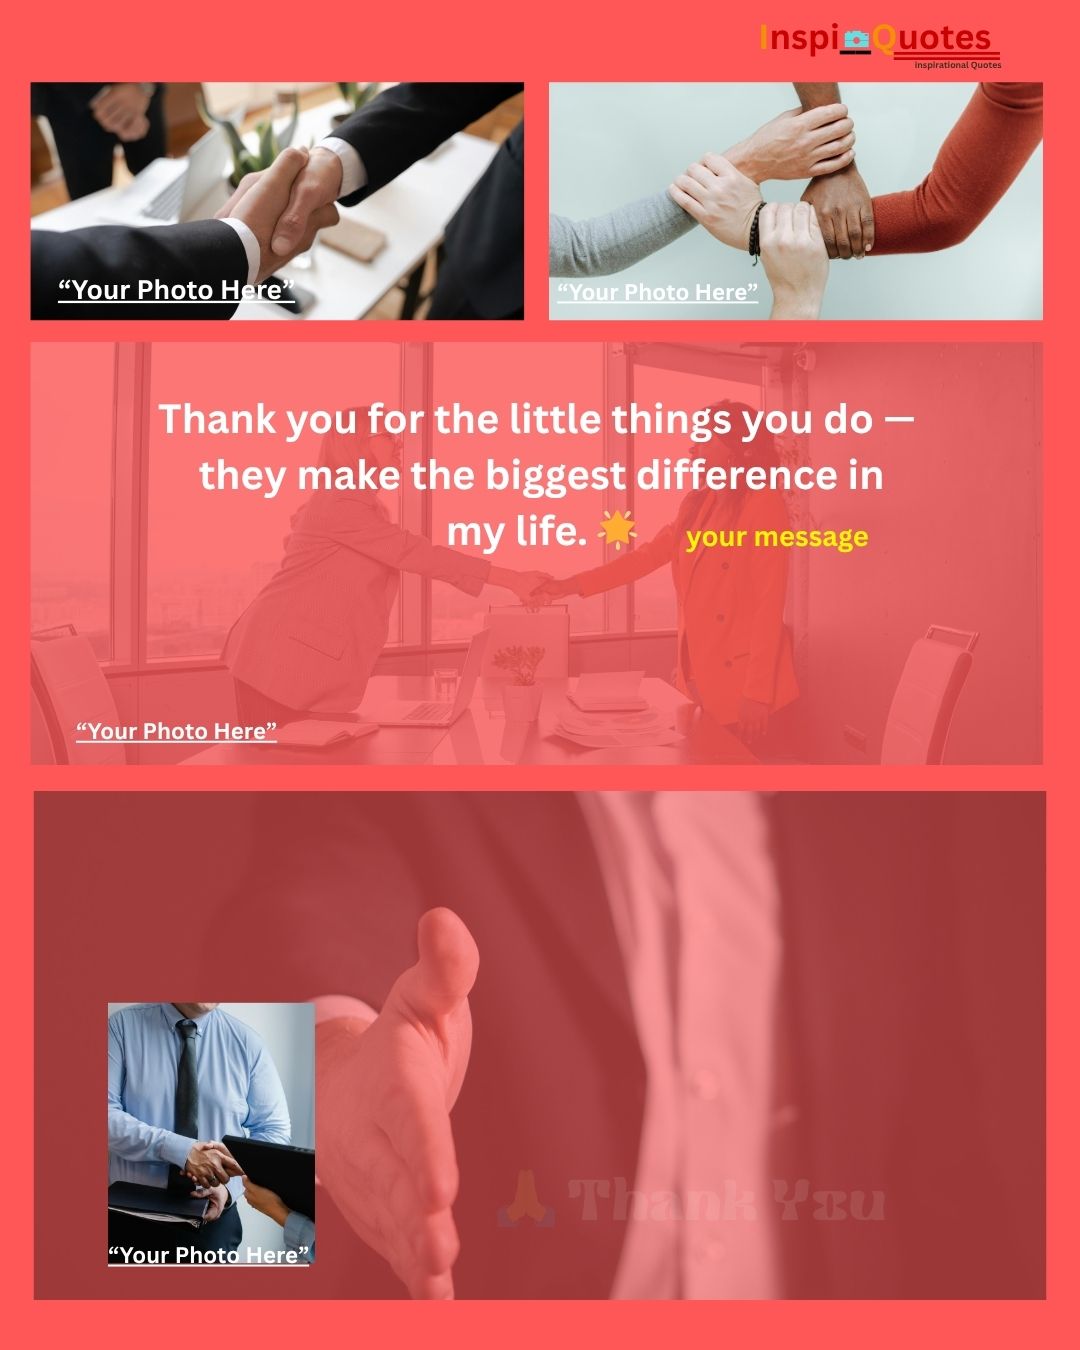 InspiQuotes
inspirational Quotes
“Your Photo Here”
“Your Photo Here”
Thank you for the little things you do —
they make the biggest difference in
my life. 🌟
your message
“Your Photo Here”
🙏 Thank You
“Your Photo Here”